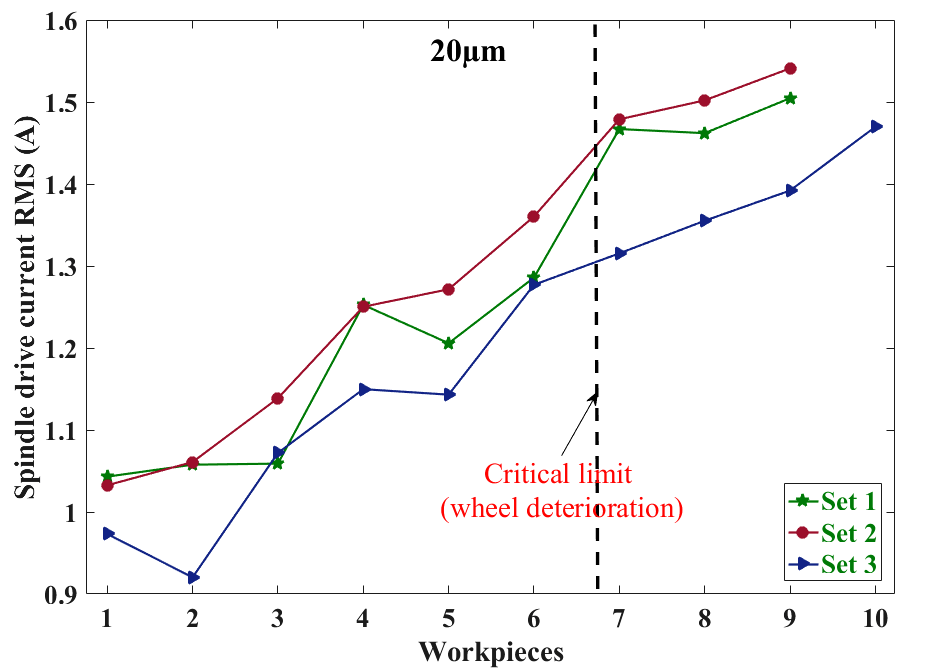 20µm
1.6
1.5
1.4
1.3
1.2
1.1
1
0.9
Spindle drive current RMS (A)
Critical limit
(wheel deterioration)
Set 1
Set 2
Set 3
1 2 3 4 5 6 7 8 9 10
Workpieces